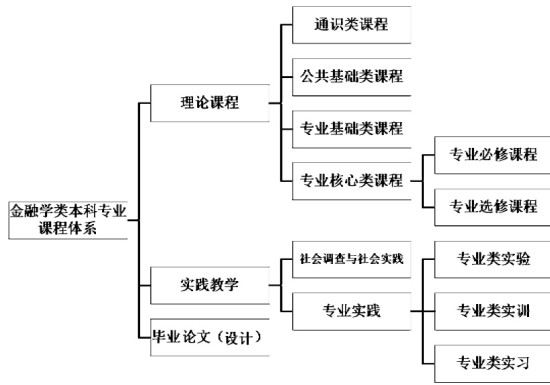 通识类课程
公共基础类课程
理论课程
专业基础类课程
专业核心类课程
专业必修课程
专业选修课程
金融学类本科专业
课程体系
社会调查与社会实践
专业类实验
实践教学
专业实践
专业类实训
毕业论文（设计）
专业类实习